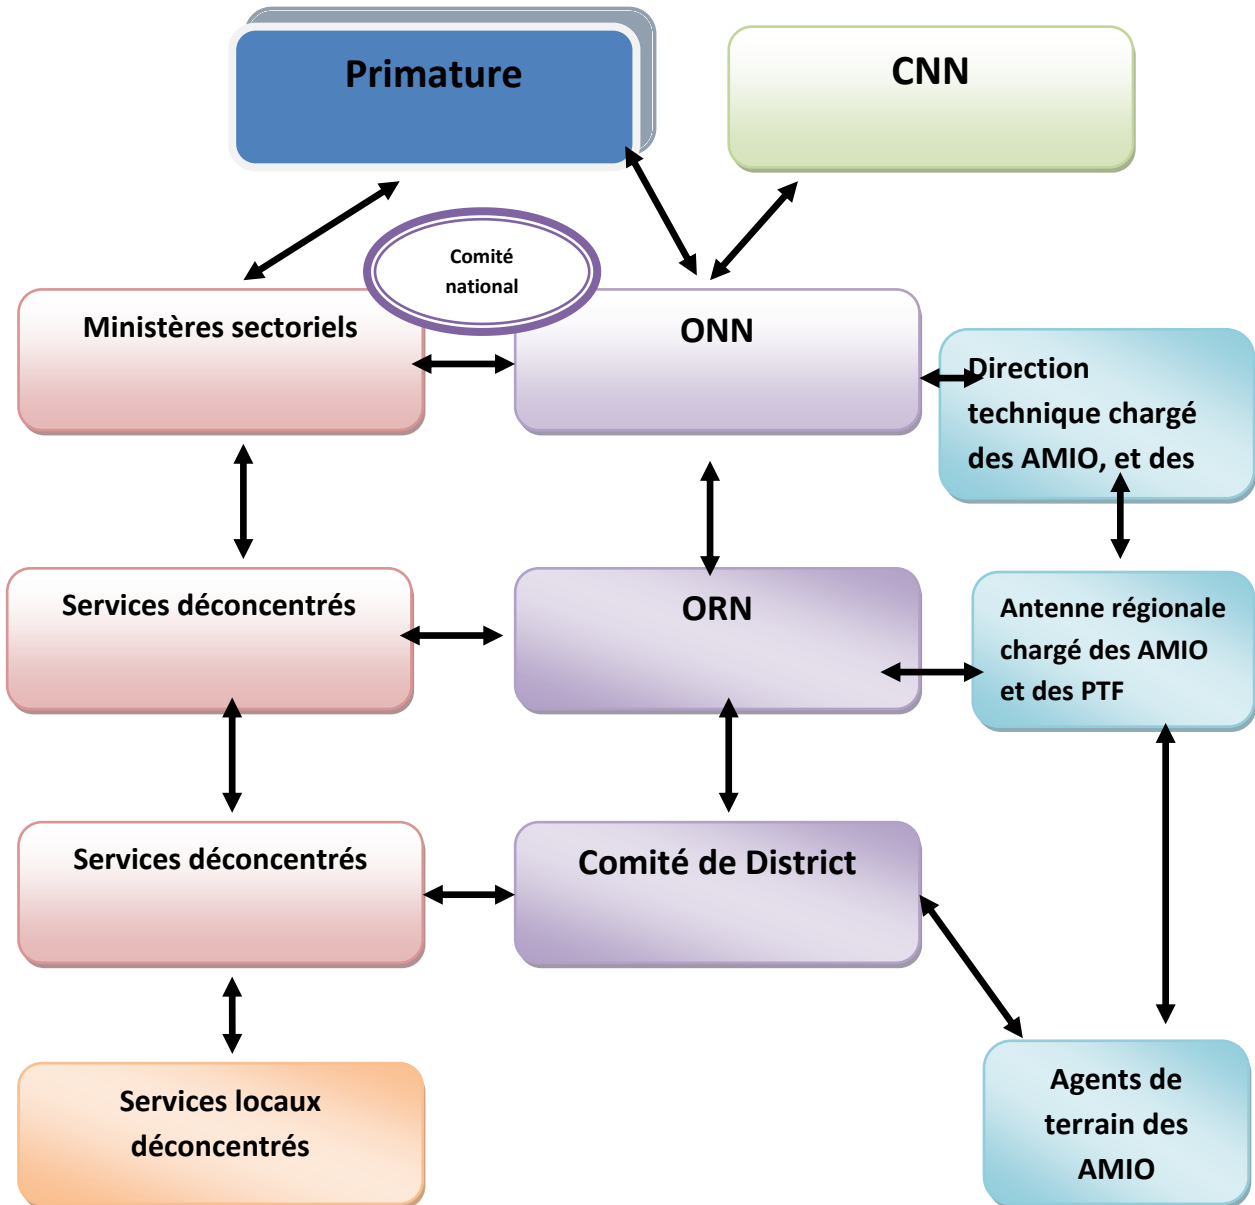 Primature
CNN
Comité
national
Ministères sectoriels
ONN
Direction
technique chargé
des AMIO, et des
Services déconcentrés
ORN
Antenne régionale
chargé des AMIO
et des PTF
Services déconcentrés
Comité de District
Services locaux
déconcentrés
Agents de
terrain des
AMIO